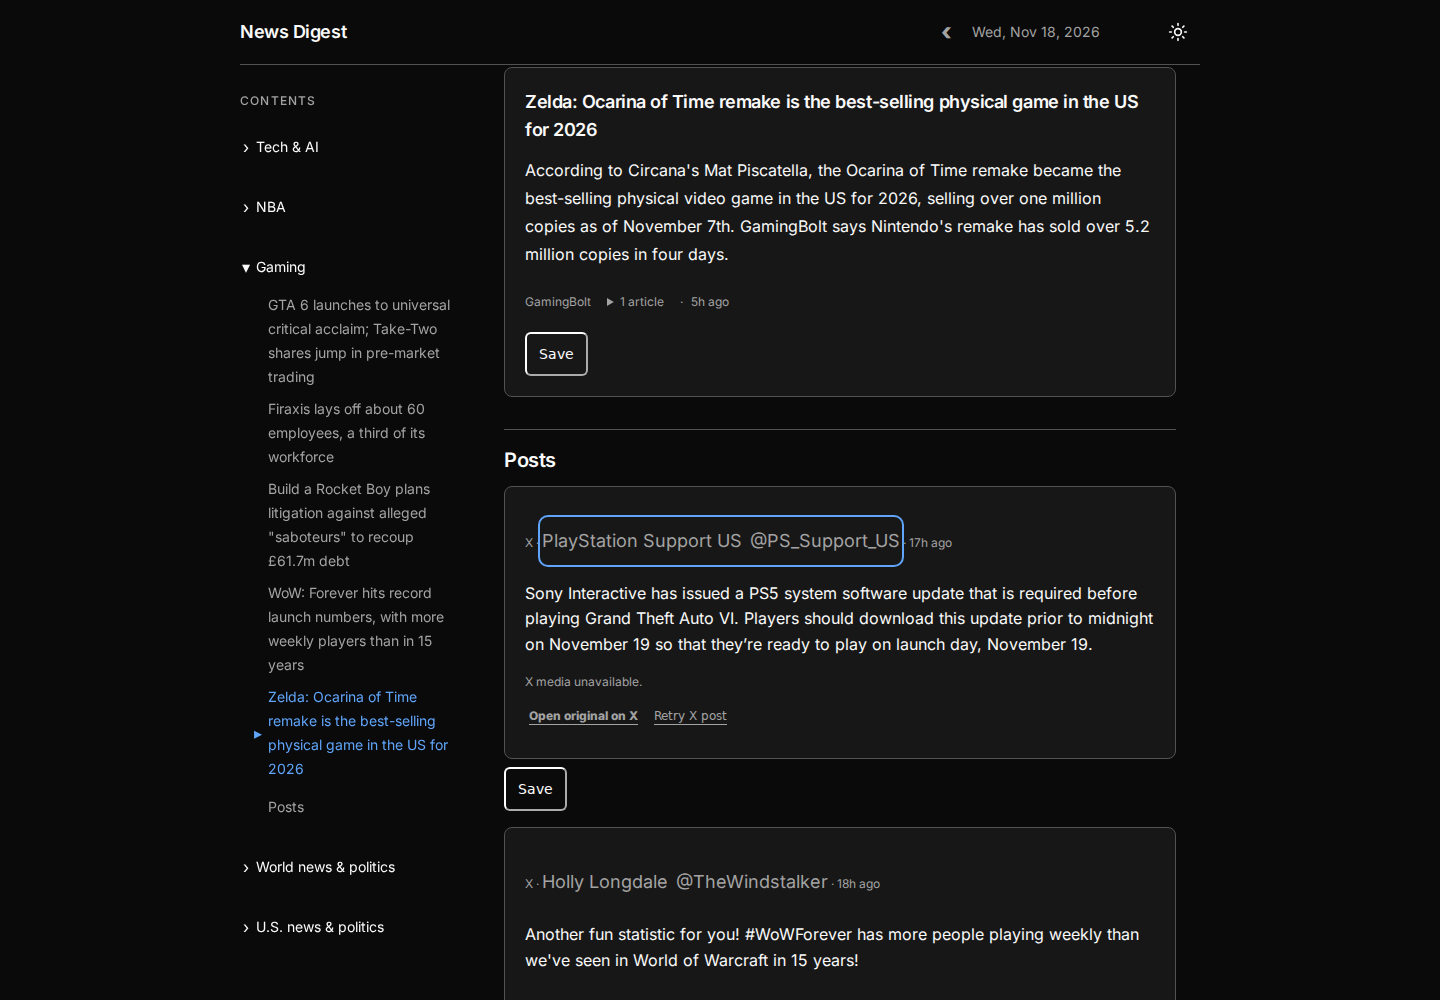 News Digest
Wed, Nov 18, 2026
CONTENTS
Tech & AI
NBA
Gaming
GTA 6 launches to universal
critical acclaim; Take-Two
shares jump in pre-market
trading
Firaxis lays off about 60
employees, a third of its
workforce
Build a Rocket Boy plans
litigation against alleged
"saboteurs" to recoup
£61.7m debt
WoW: Forever hits record
launch numbers, with more
weekly players than in 15
years
Zelda: Ocarina of Time
remake is the best-selling
physical game in the US for
2026
Posts
World news & politics
U.S. news & politics
Zelda: Ocarina of Time remake is the best-selling physical game in the US
for 2026
According to Circana's Mat Piscatella, the Ocarina of Time remake became the
best-selling physical video game in the US for 2026, selling over one million
copies as of November 7th. GamingBolt says Nintendo's remake has sold over 5.2
million copies in four days.
GamingBolt 1 article · 5h ago
Save
Posts
X · PlayStation Support US @PS_Support_US · 17h ago
Sony Interactive has issued a PS5 system software update that is required before
playing Grand Theft Auto VI. Players should download this update prior to midnight
on November 19 so that they’re ready to play on launch day, November 19.
X media unavailable.
Open original on X Retry X post
Save
X · Holly Longdale @TheWindstalker · 18h ago
Another fun statistic for you! #WoWForever has more people playing weekly than
we've seen in World of Warcraft in 15 years!